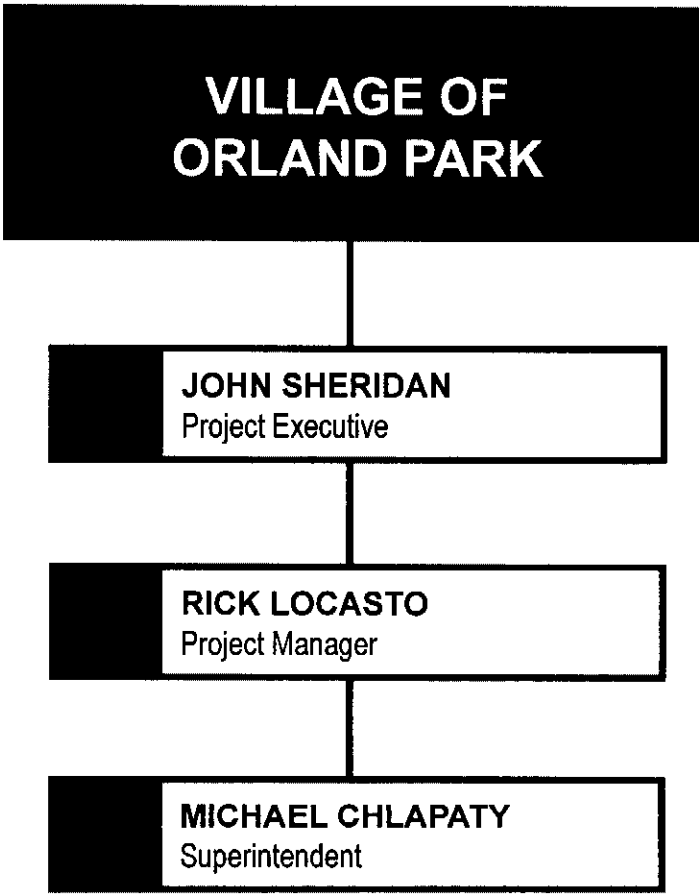 VILLAGE OF
ORLAND PARK
JOHN SHERIDAN
Project Executive
RICK LOCASTO
Project Manager
MICHAEL CHLAPATY
Superintendent